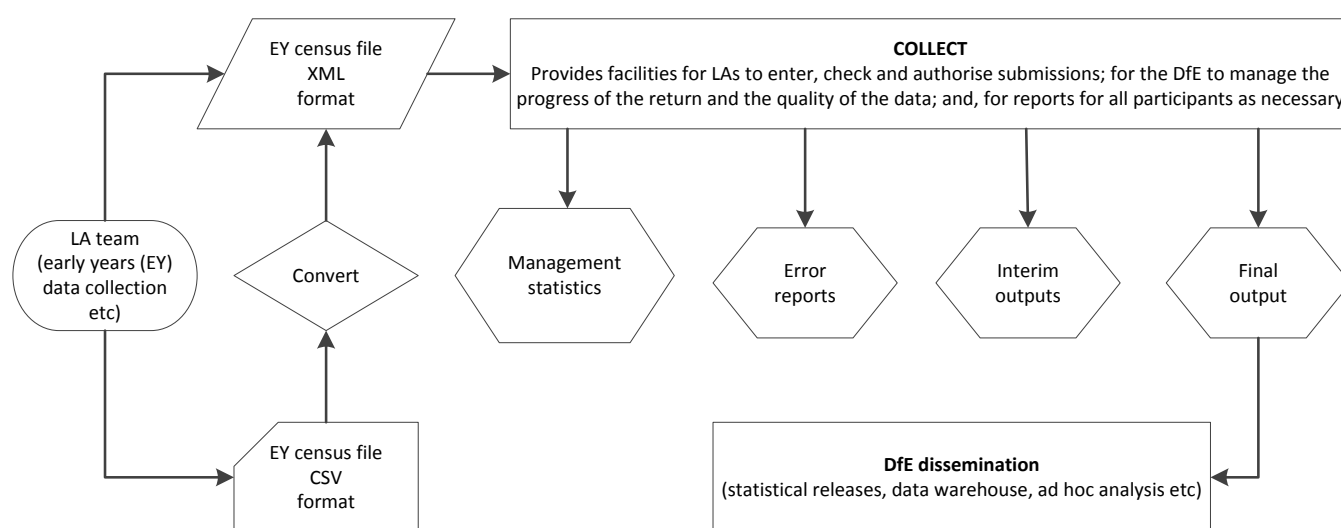 EY census file
XML
format
COLLECT
Provides facilities for LAs to enter, check and authorise submissions; for the DfE to manage the
progress of the return and the quality of the data; and, for reports for all participants as necessary
LA team
(early years (EY)
data collection
etc)
Convert
Management
statistics
Error
reports
Interim
outputs
Final
output
EY census file
CSV
format
DfE dissemination
(statistical releases, data warehouse, ad hoc analysis etc)